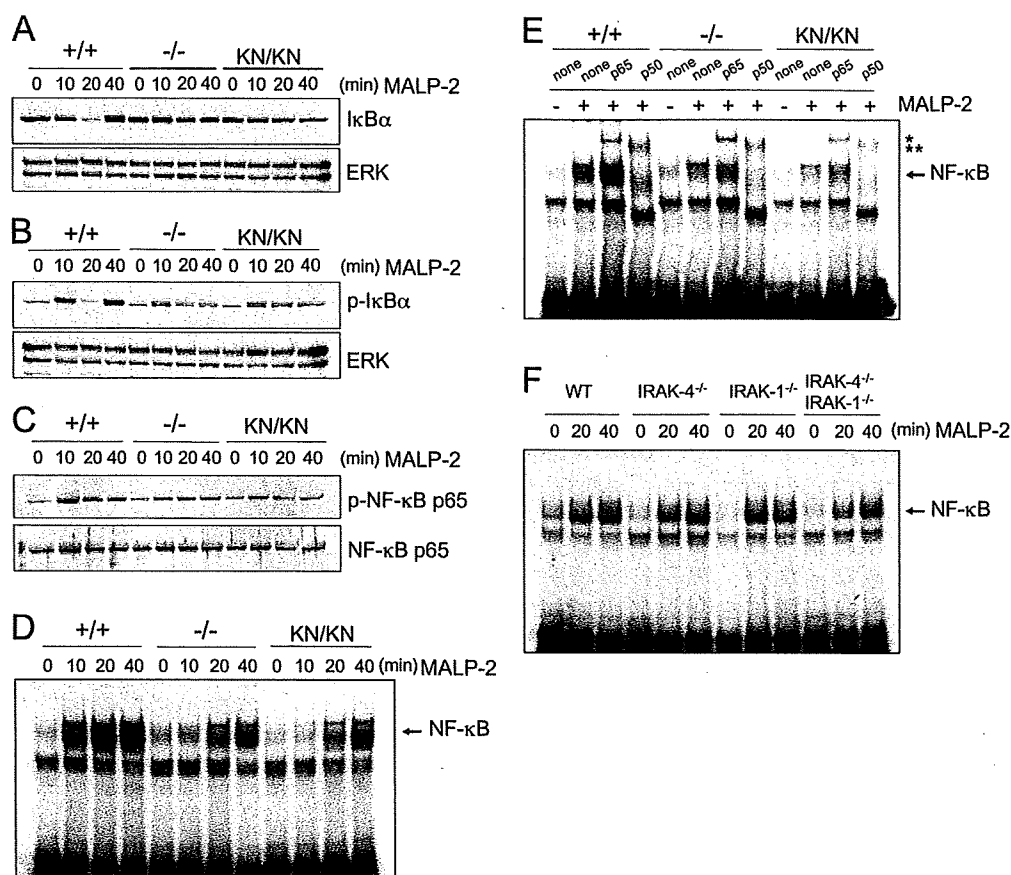 A
+/+ -/- KN/KN
0 10 20 40 0 10 20 40 0 10 20 40 (min) MALP-2
IκBα
ERK
B
+/+ -/- KN/KN
0 10 20 40 0 10 20 40 0 10 20 40 (min) MALP-2
p-IκBα
ERK
C
+/+ -/- KN/KN
0 10 20 40 0 10 20 40 0 10 20 40 (min) MALP-2
p-NF-κB p65
NF-κB p65
D
+/+ -/- KN/KN
0 10 20 40 0 10 20 40 0 10 20 40 (min) MALP-2
← NF-κB
E
+/+ -/- KN/KN
none none p65 p50 none none p65 p50 none none p65 p50
- + + + - + + + - + + + MALP-2
*
**
← NF-κB
F
WT IRAK-4-/- IRAK-1-/- IRAK-4-/-
IRAK-1-/-
0 20 40 0 20 40 0 20 40 0 20 40 (min) MALP-2
← NF-κB